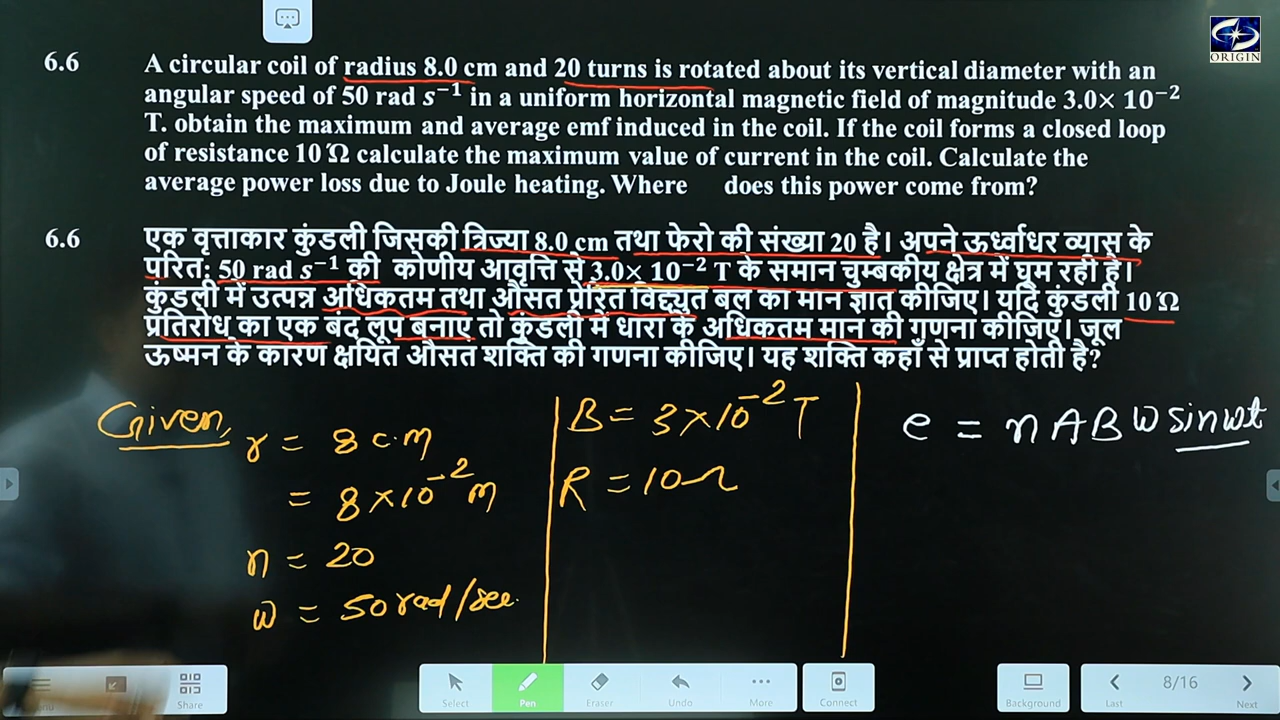 ORIGIN
6.6 A circular coil of radius 8.0 cm and 20 turns is rotated about its vertical diameter with an
angular speed of 50 rad s⁻¹ in a uniform horizontal magnetic field of magnitude 3.0× 10⁻²
T. obtain the maximum and average emf induced in the coil. If the coil forms a closed loop
of resistance 10 Ω calculate the maximum value of current in the coil. Calculate the
average power loss due to Joule heating. Where does this power come from?
6.6 एक वृत्ताकार कुंडली जिसकी त्रिज्या 8.0 cm तथा फेरो की संख्या 20 है। अपने ऊर्ध्वाधर व्यास के
परित: 50 rad s⁻¹ की कोणीय आवृत्ति से 3.0× 10⁻² T के समान चुम्बकीय क्षेत्र में घूम रही है।
कुंडली में उत्पन्न अधिकतम तथा औसत प्रेरित विद्युत बल का मान ज्ञात कीजिए। यदि कुंडली 10 Ω
प्रतिरोध का एक बंद लूप बनाए तो कुंडली में धारा के अधिकतम मान की गणना कीजिए। जूल
ऊष्मन के कारण क्षयित औसत शक्ति की गणना कीजिए। यह शक्ति कहाँ से प्राप्त होती है?
Given,
r = 8 c.m
= 8×10⁻² m
n = 20
ω = 50 rad/sec.
B = 3×10⁻² T
R = 10Ω
e = nABω sinωt
Share
Select
Pen
Eraser
Undo
More
Connect
Background
Last
8/16
Next